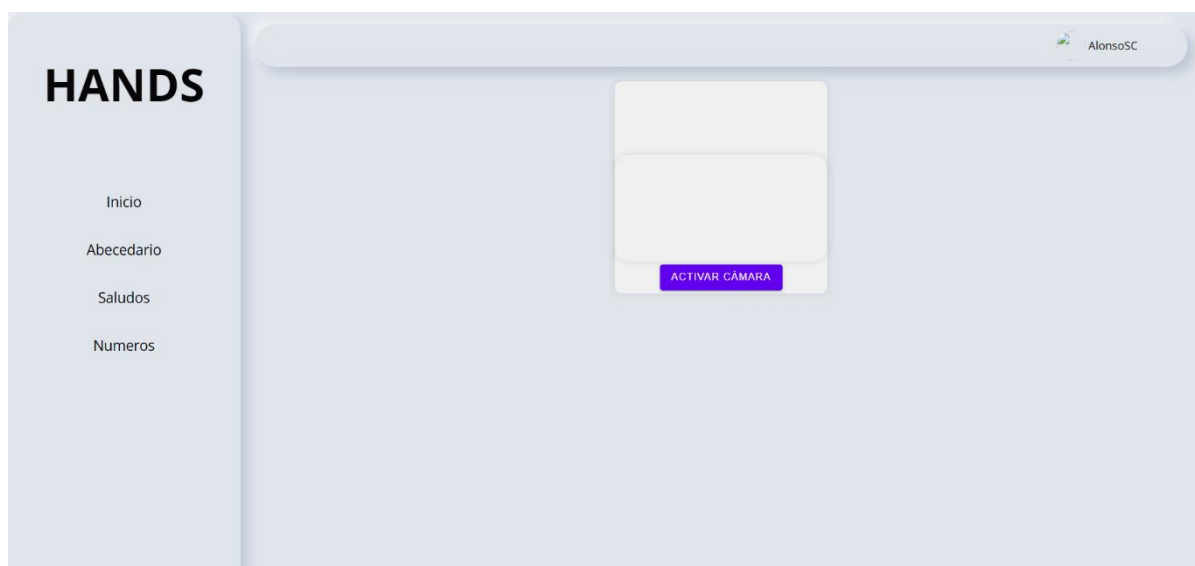 HANDS
Inicio
Abecedario
Saludos
Numeros
AlonsoSC
ACTIVAR CÁMARA